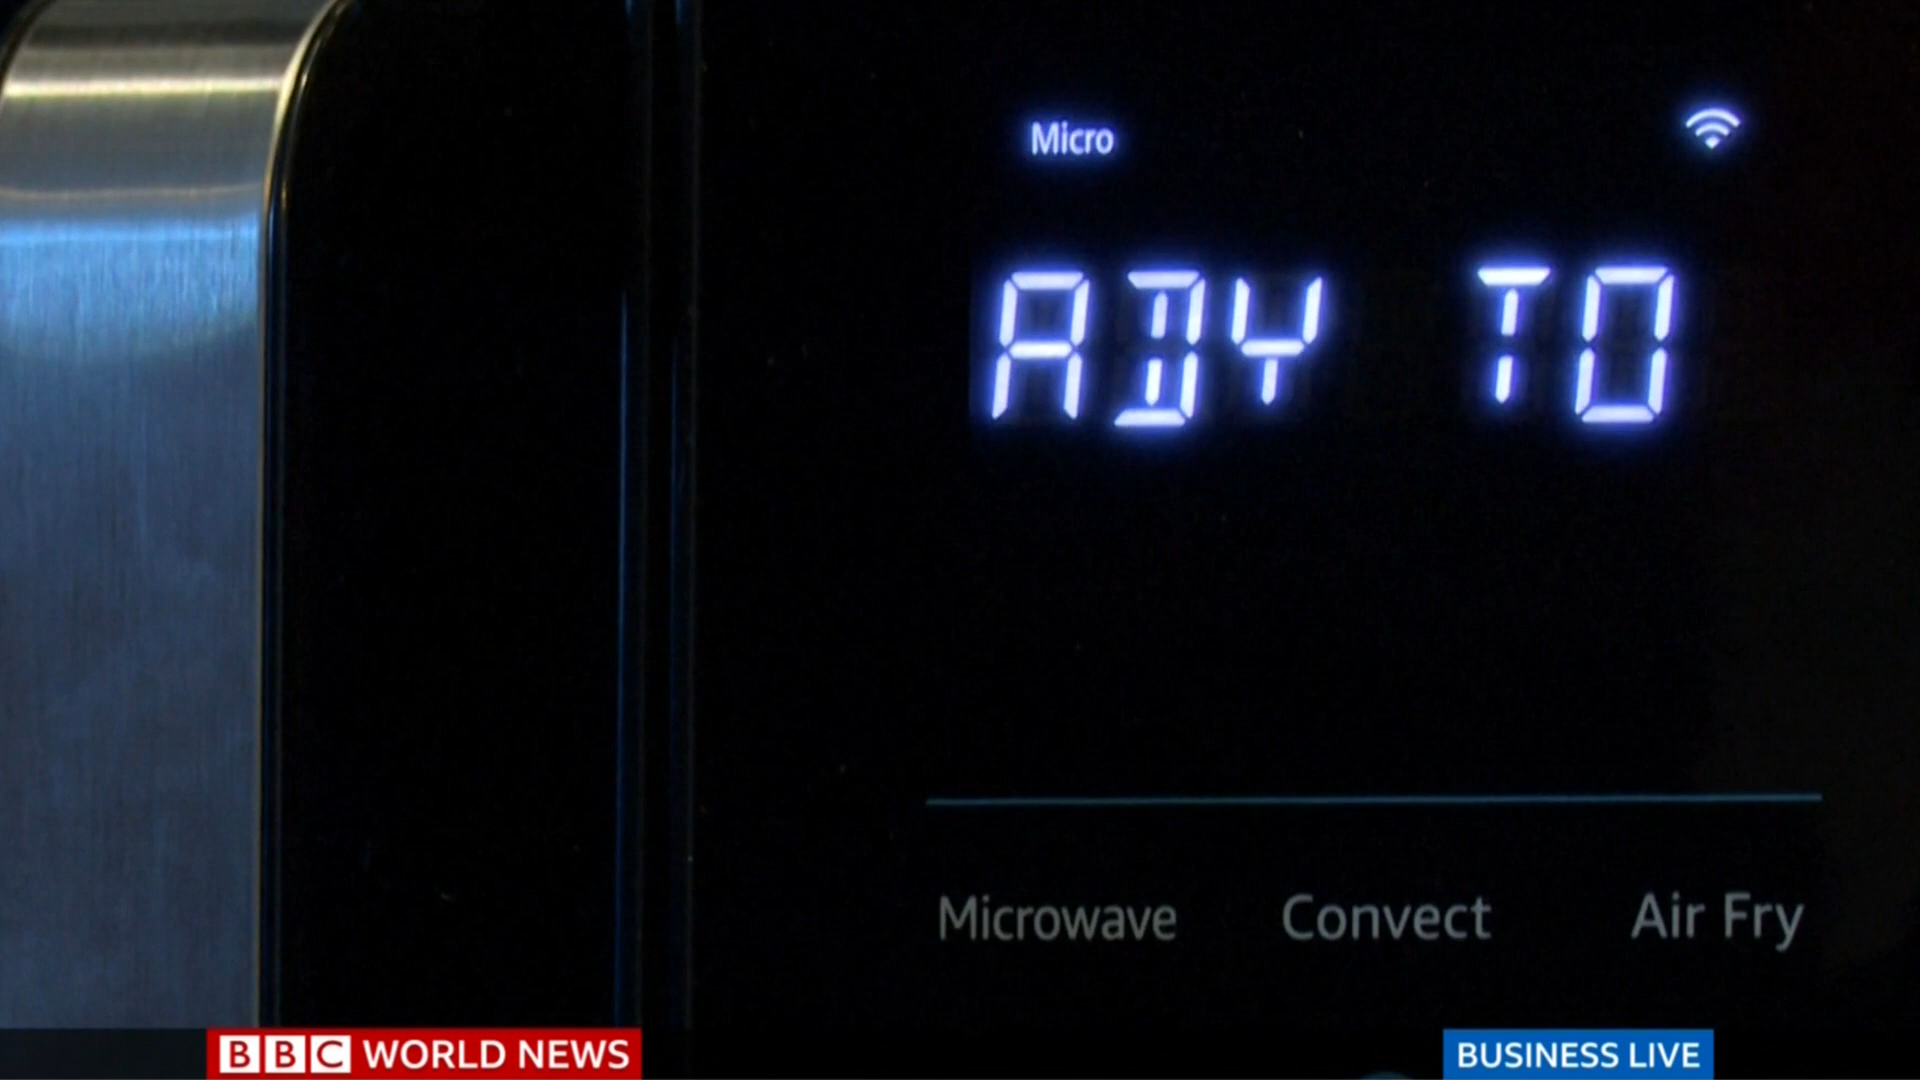 Micro
ADY TO
Microwave Convect Air Fry
BBC WORLD NEWS
BUSINESS LIVE